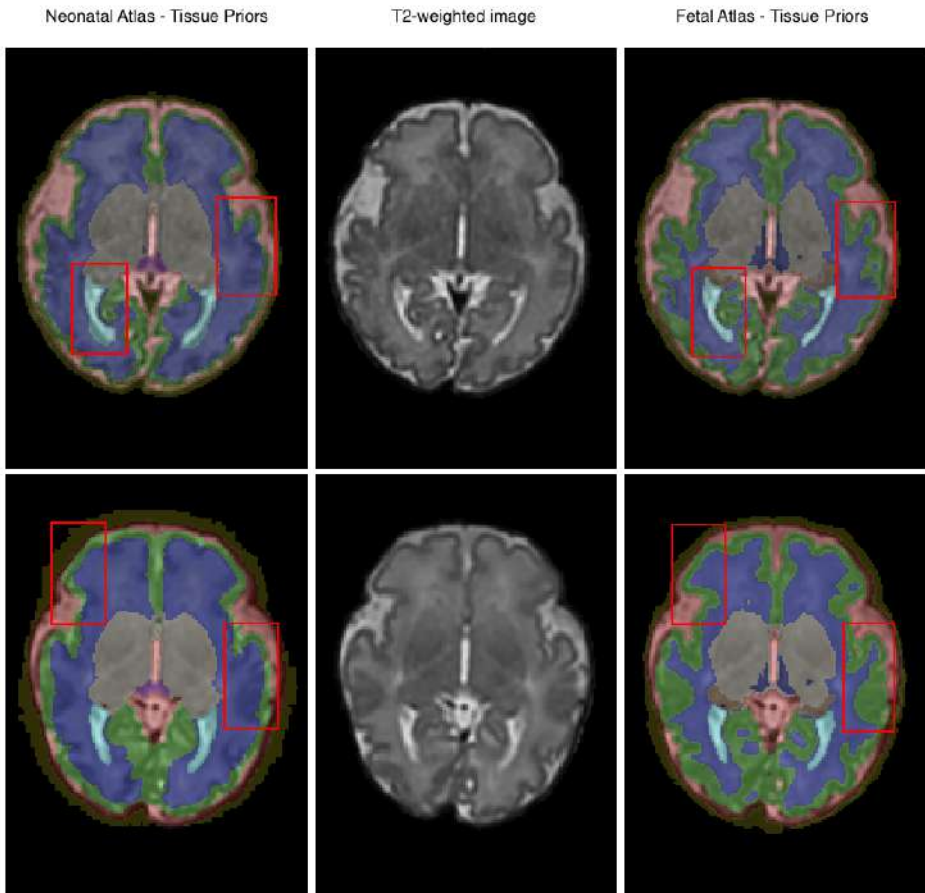 Neonatal Atlas - Tissue Priors
T2-weighted image
Fetal Atlas - Tissue Priors